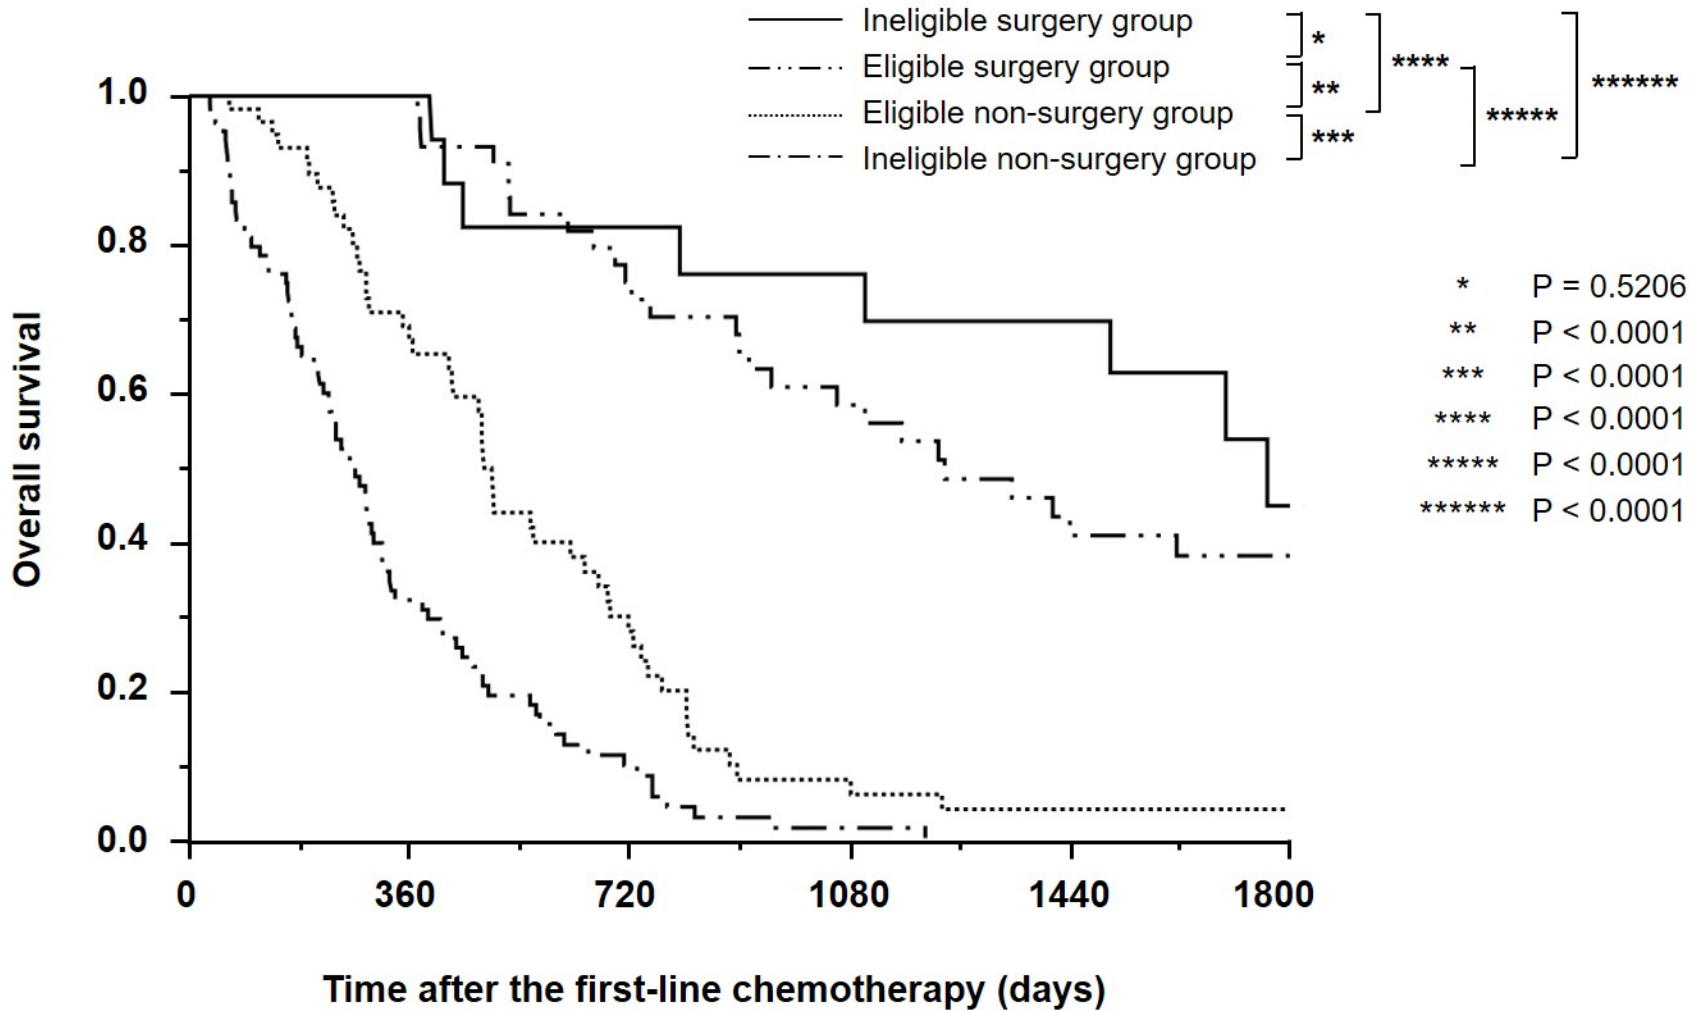 Ineligible surgery group
Eligible surgery group
Eligible non-surgery group
Ineligible non-surgery group
*
**
***
****
*****
******
* P = 0.5206
** P < 0.0001
*** P < 0.0001
**** P < 0.0001
***** P < 0.0001
****** P < 0.0001
Overall survival
1.0
0.8
0.6
0.4
0.2
0.0
0 360 720 1080 1440 1800
Time after the first-line chemotherapy (days)